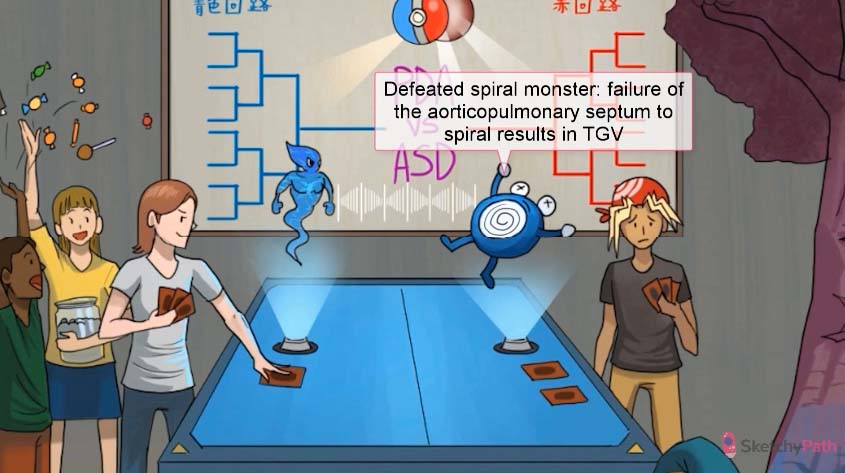 青色回路
赤回路
PDA
VS
ASD
Defeated spiral monster: failure of
the aorticopulmonary septum to
spiral results in TGV
SketchyPath